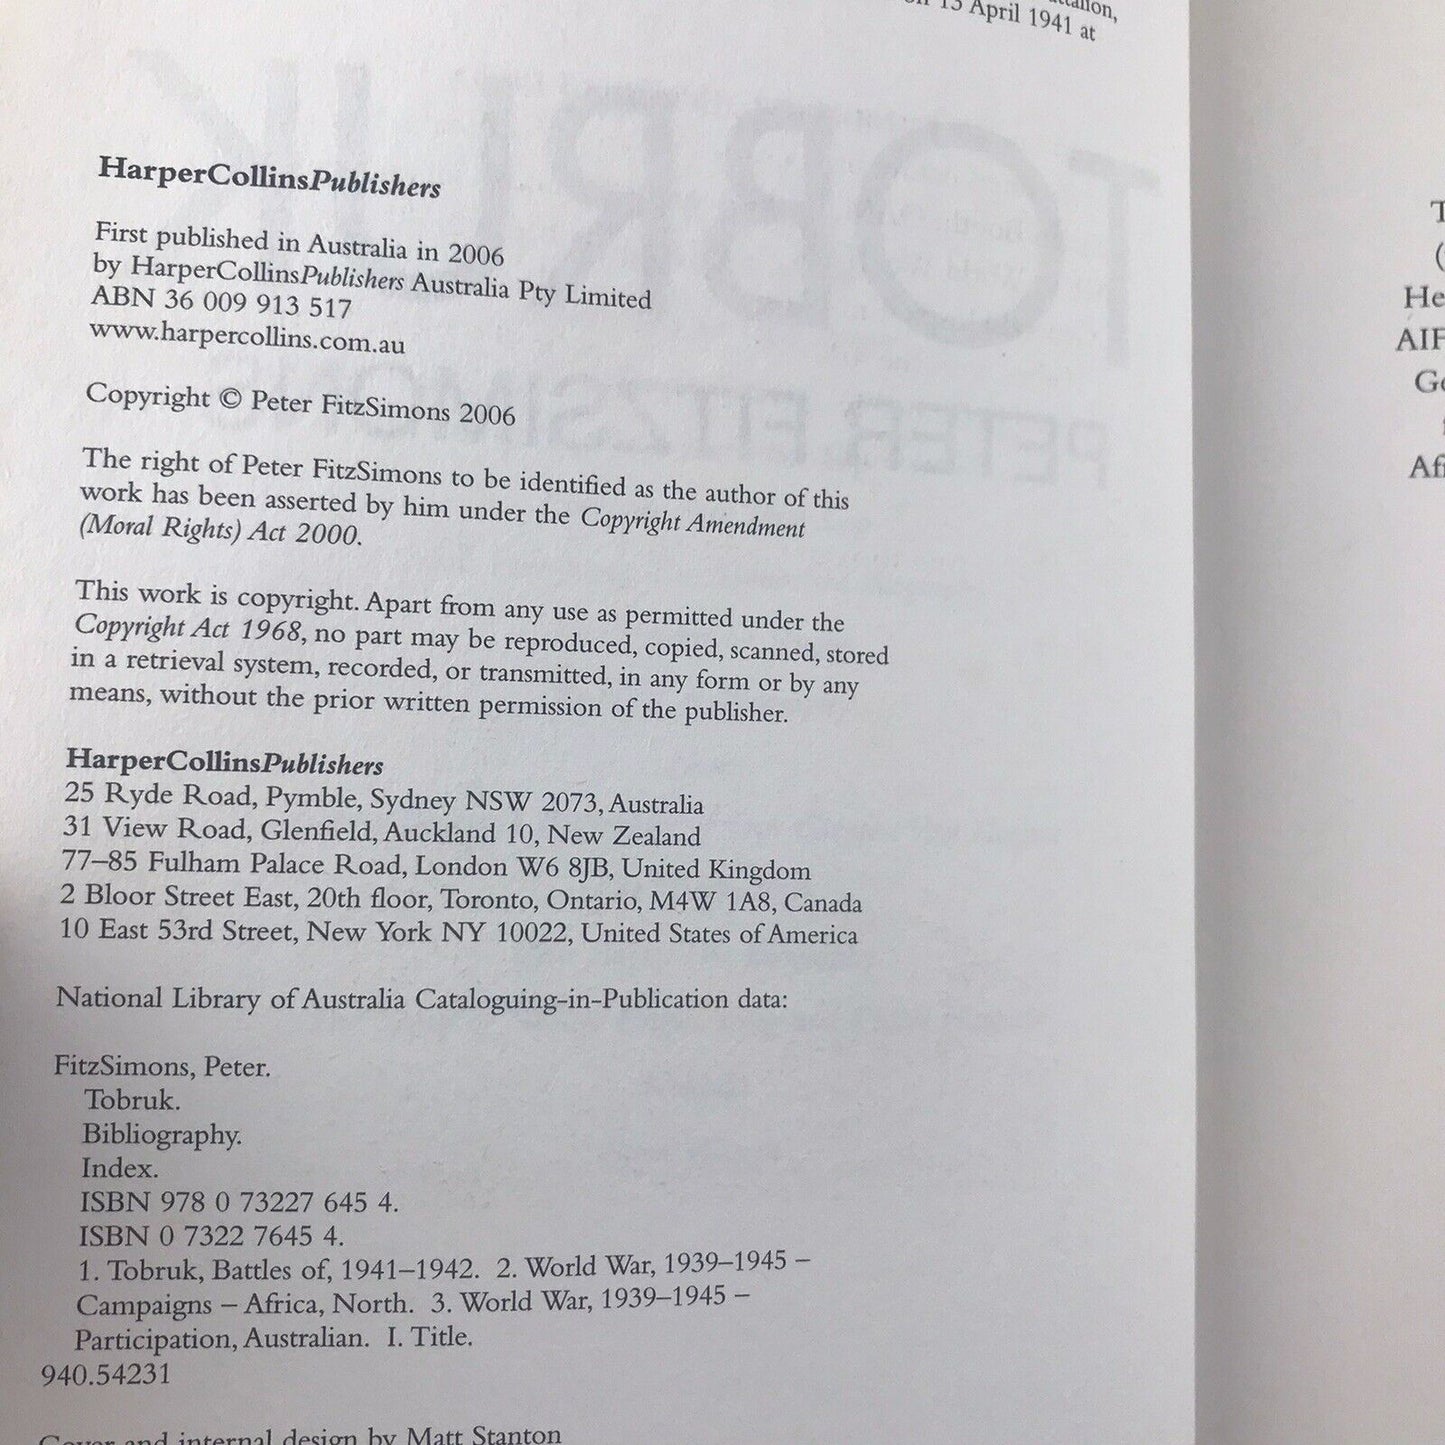 13 April 1941 at
HarperCollinsPublishers
First published in Australia in 2006
by HarperCollinsPublishers Australia Pty Limited
ABN 36 009 913 517
www.harpercollins.com.au
Copyright © Peter FitzSimons 2006
The right of Peter FitzSimons to be identified as the author of this
work has been asserted by him under the Copyright Amendment
(Moral Rights) Act 2000.
This work is copyright. Apart from any use as permitted under the
Copyright Act 1968, no part may be reproduced, copied, scanned, stored
in a retrieval system, recorded, or transmitted, in any form or by any
means, without the prior written permission of the publisher.
HarperCollinsPublishers
25 Ryde Road, Pymble, Sydney NSW 2073, Australia
31 View Road, Glenfield, Auckland 10, New Zealand
77–85 Fulham Palace Road, London W6 8JB, United Kingdom
2 Bloor Street East, 20th floor, Toronto, Ontario, M4W 1A8, Canada
10 East 53rd Street, New York NY 10022, United States of America
National Library of Australia Cataloguing-in-Publication data:
FitzSimons, Peter.
Tobruk.
Bibliography.
Index.
ISBN 978 0 73227 645 4.
ISBN 0 7322 7645 4.
1. Tobruk, Battles of, 1941–1942. 2. World War, 1939–1945 –
Campaigns – Africa, North. 3. World War, 1939–1945 –
Participation, Australian. I. Title.
940.54231
Cover and internal design by Matt Stanton
T
(
He
AIF
Go
Afr